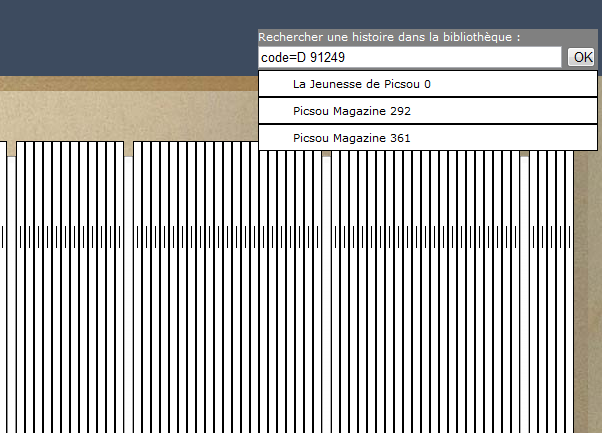 Rechercher une histoire dans la bibliothèque :
code=D 91249 OK
La Jeunesse de Picsou 0
Picsou Magazine 292
Picsou Magazine 361